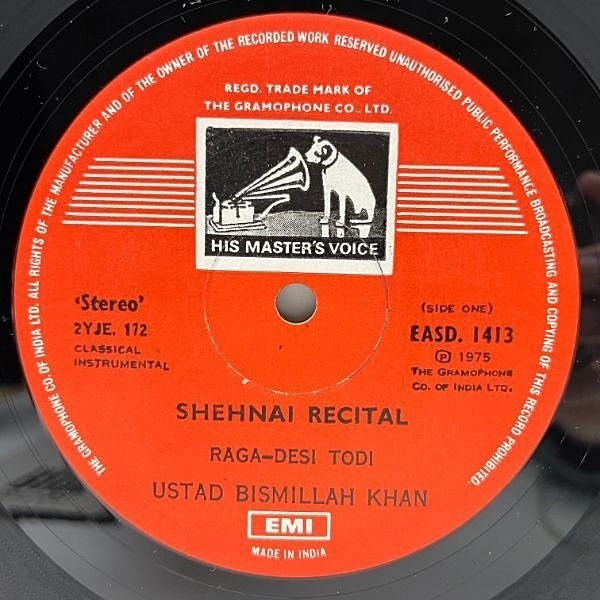 THE GRAMOPHONE CO. OF INDIA LTD. ALL RIGHTS OF THE MANUFACTURER AND OF THE OWNER OF THE RECORDED WORK RESERVED UNAUTHORISED PUBLIC PERFORMANCE BROADCASTING AND COPYING OF THIS RECORD PROHIBITED.
REGD. TRADE MARK OF
THE GRAMOPHONE CO. LTD.
HIS MASTER'S VOICE
'Stereo'
2YJE. 172
CLASSICAL
INSTRUMENTAL
(SIDE ONE)
EASD. 1413
Ⓟ 1975
THE GRAMOPHONE
CO. OF INDIA LTD.
SHEHNAI RECITAL
RAGA-DESI TODI
USTAD BISMILLAH KHAN
EMI
MADE IN INDIA